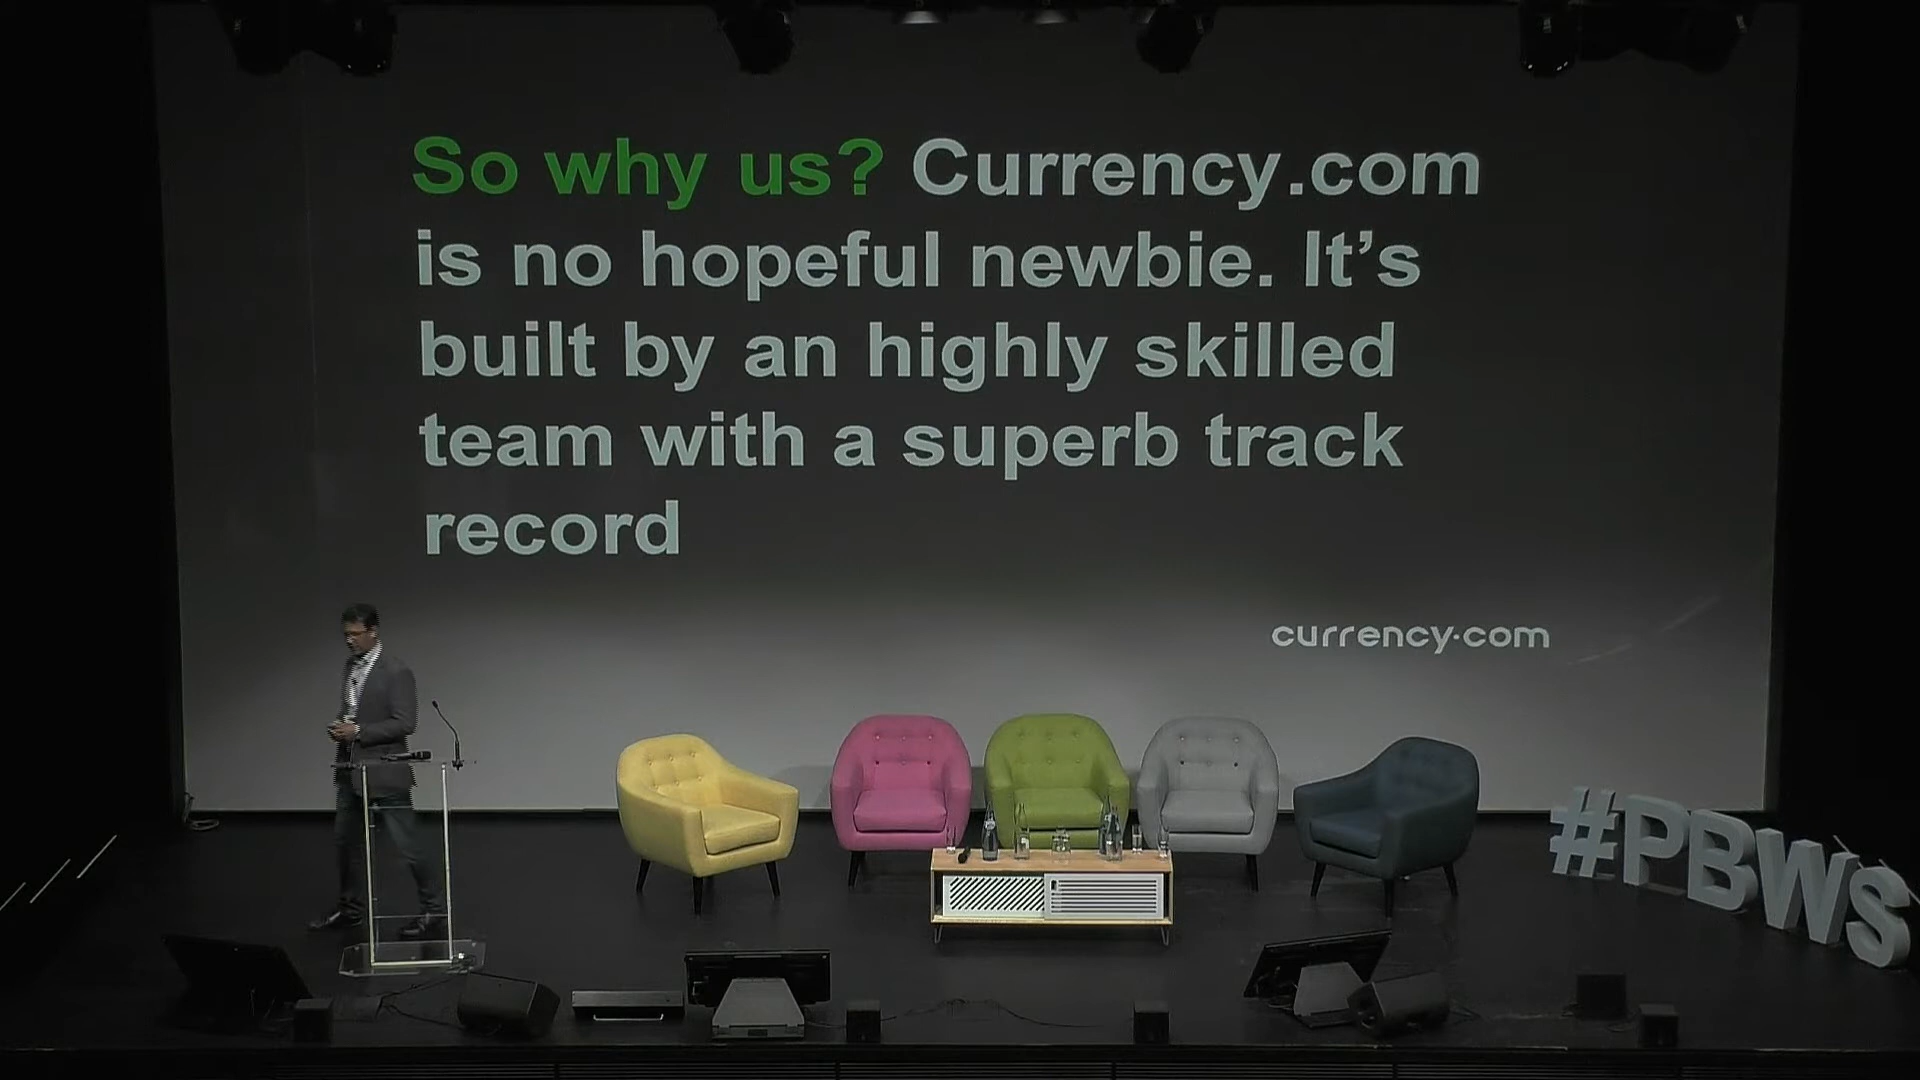 So why us? Currency.com
is no hopeful newbie. It's
built by an highly skilled
team with a superb track
record
currency.com
#PBWS